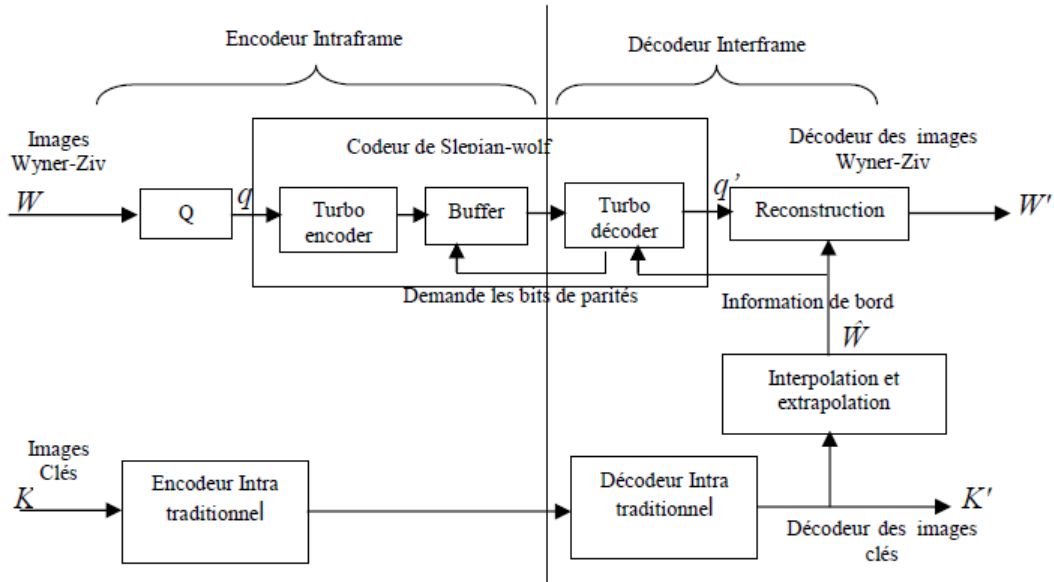 Encodeur Intraframe
Décodeur Interframe
Images
Wyner-Ziv
Codeur de Slepian-wolf
Décodeur des images
Wyner-Ziv
W
Q
q
Turbo
encoder
Buffer
Turbo
décoder
q'
Reconstruction
W'
Demande les bits de parités
Information de bord
Ŵ
Interpolation et
extrapolation
Images
Clés
K
Encodeur Intra
traditionnel
Décodeur Intra
traditionnel
K'
Décodeur des images
clés